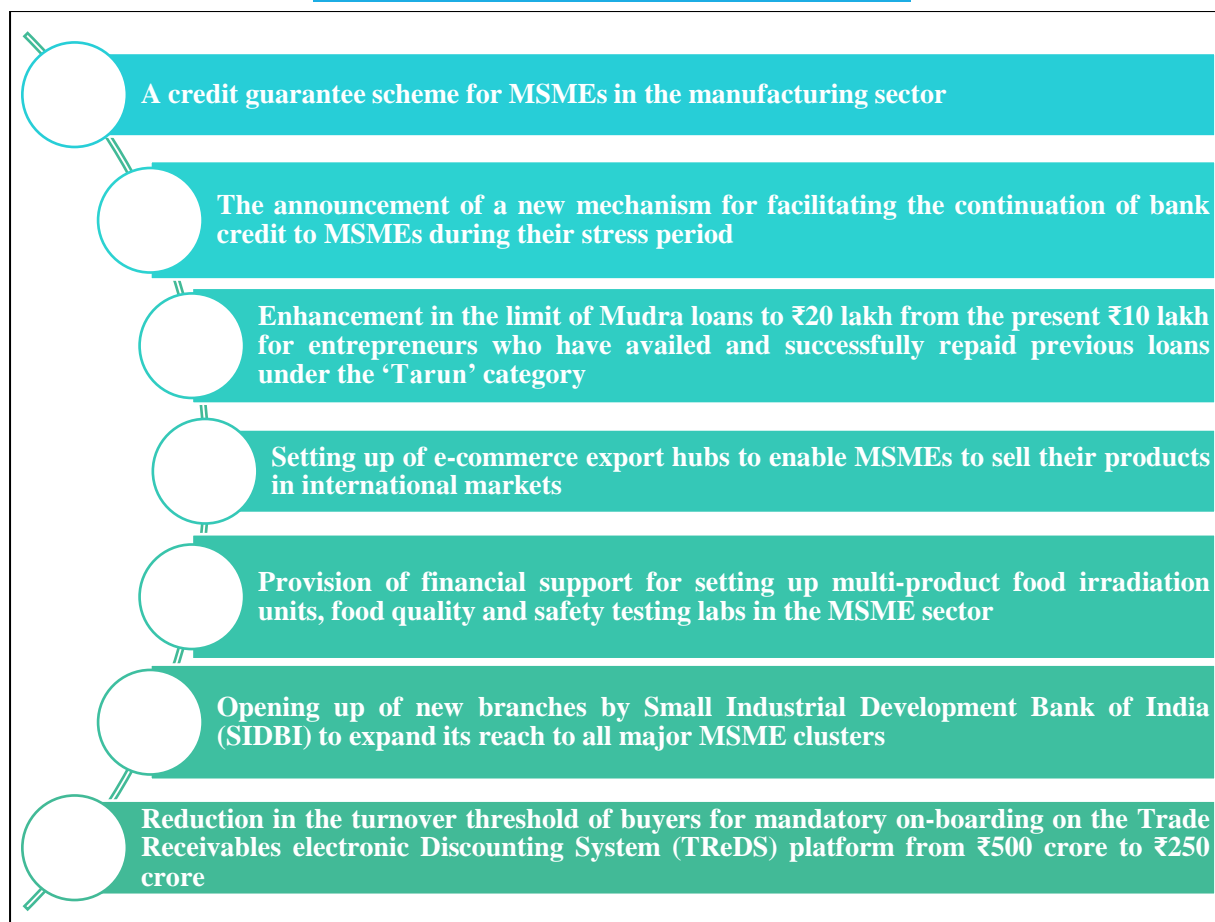 A credit guarantee scheme for MSMEs in the manufacturing sector
The announcement of a new mechanism for facilitating the continuation of bank
credit to MSMEs during their stress period
Enhancement in the limit of Mudra loans to ₹20 lakh from the present ₹10 lakh
for entrepreneurs who have availed and successfully repaid previous loans
under the ‘Tarun’ category
Setting up of e-commerce export hubs to enable MSMEs to sell their products
in international markets
Provision of financial support for setting up multi-product food irradiation
units, food quality and safety testing labs in the MSME sector
Opening up of new branches by Small Industrial Development Bank of India
(SIDBI) to expand its reach to all major MSME clusters
Reduction in the turnover threshold of buyers for mandatory on-boarding on the Trade
Receivables electronic Discounting System (TReDS) platform from ₹500 crore to ₹250
crore